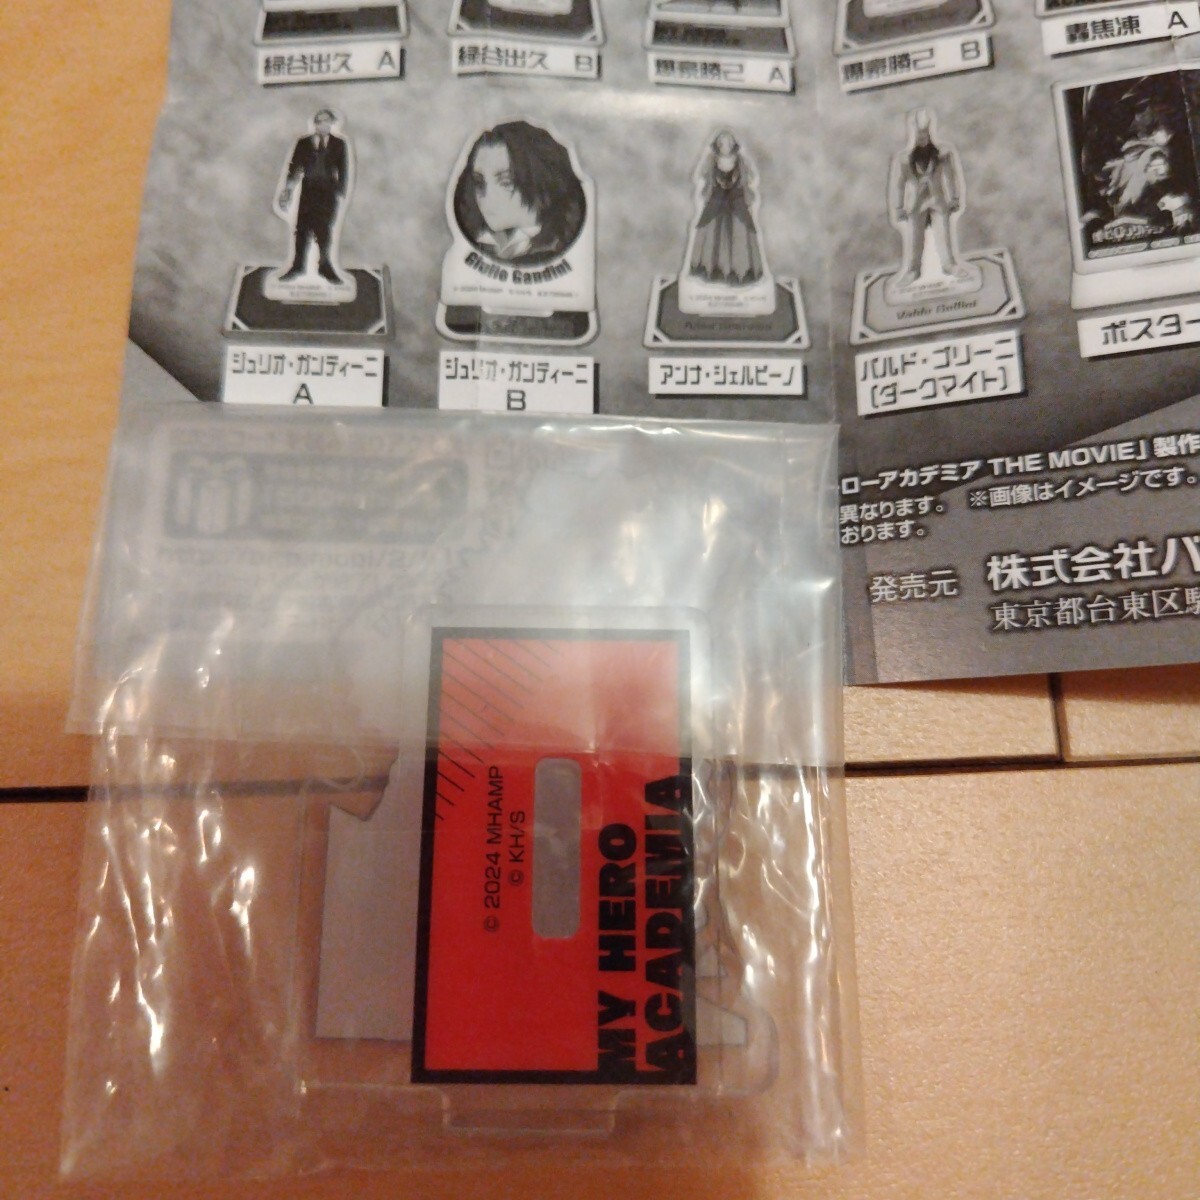 緑谷出久 A
緑谷出久 B
爆豪勝己 A
爆豪勝己 B
轟焦凍 A
Giulio Gandini
ジュリオ・ガンディーニ
A
ジュリオ・ガンディーニ
B
アンナ・シェルビーノ
バルド・ゴリーニ
〔ダークマイト〕
ポスター
ローアカデミア THE MOVIE」製作
異なります。 ※画像はイメージです。
おります。
発売元 株式会社バ
東京都台東区駒
© 2024 MHAMP
© KH/S
MY HERO
ACADEMIA